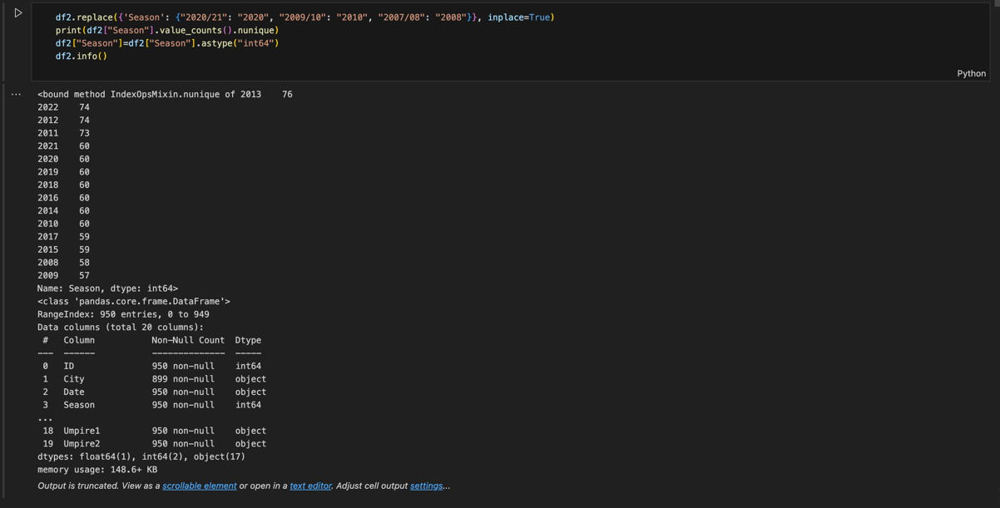 df2.replace({'Season': {"2020/21": "2020", "2009/10": "2010", "2007/08": "2008"}}, inplace=True)
print(df2["Season"].value_counts().nunique)
df2["Season"]=df2["Season"].astype("int64")
df2.info()
Python
... <bound method IndexOpsMixin.nunique of 2013    76
2022    74
2012    74
2011    73
2021    60
2020    60
2019    60
2018    60
2016    60
2014    60
2010    60
2017    59
2015    59
2008    58
2009    57
Name: Season, dtype: int64>
<class 'pandas.core.frame.DataFrame'>
RangeIndex: 950 entries, 0 to 949
Data columns (total 20 columns):
 #   Column           Non-Null Count  Dtype
---  ------           --------------  -----
 0   ID               950 non-null    int64
 1   City             899 non-null    object
 2   Date             950 non-null    object
 3   Season           950 non-null    int64
...
 18  Umpire1          950 non-null    object
 19  Umpire2          950 non-null    object
dtypes: float64(1), int64(2), object(17)
memory usage: 148.6+ KB
Output is truncated. View as a scrollable element or open in a text editor. Adjust cell output settings...